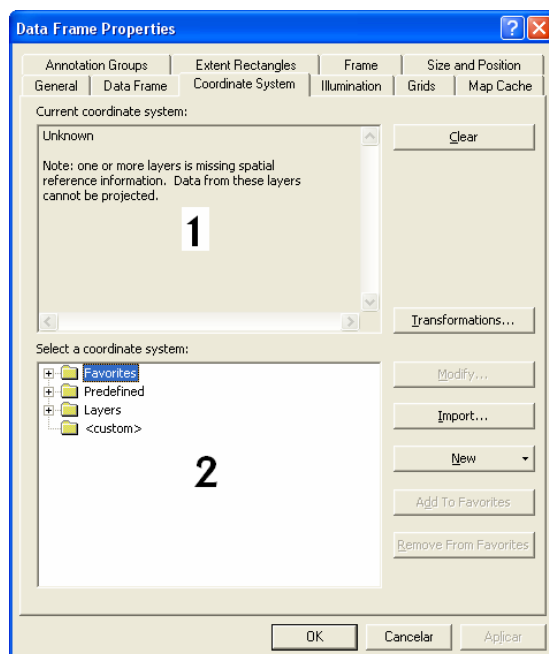 Data Frame Properties
Annotation Groups Extent Rectangles Frame Size and Position
General Data Frame Coordinate System Illumination Grids Map Cache
Current coordinate system:
Unknown
Note: one or more layers is missing spatial
reference information. Data from these layers
cannot be projected.
1
Clear
Transformations...
Select a coordinate system:
Favorites
Predefined
Layers
<custom>
2
Modify...
Import...
New
Add To Favorites
Remove From Favorites
OK Cancelar Aplicar